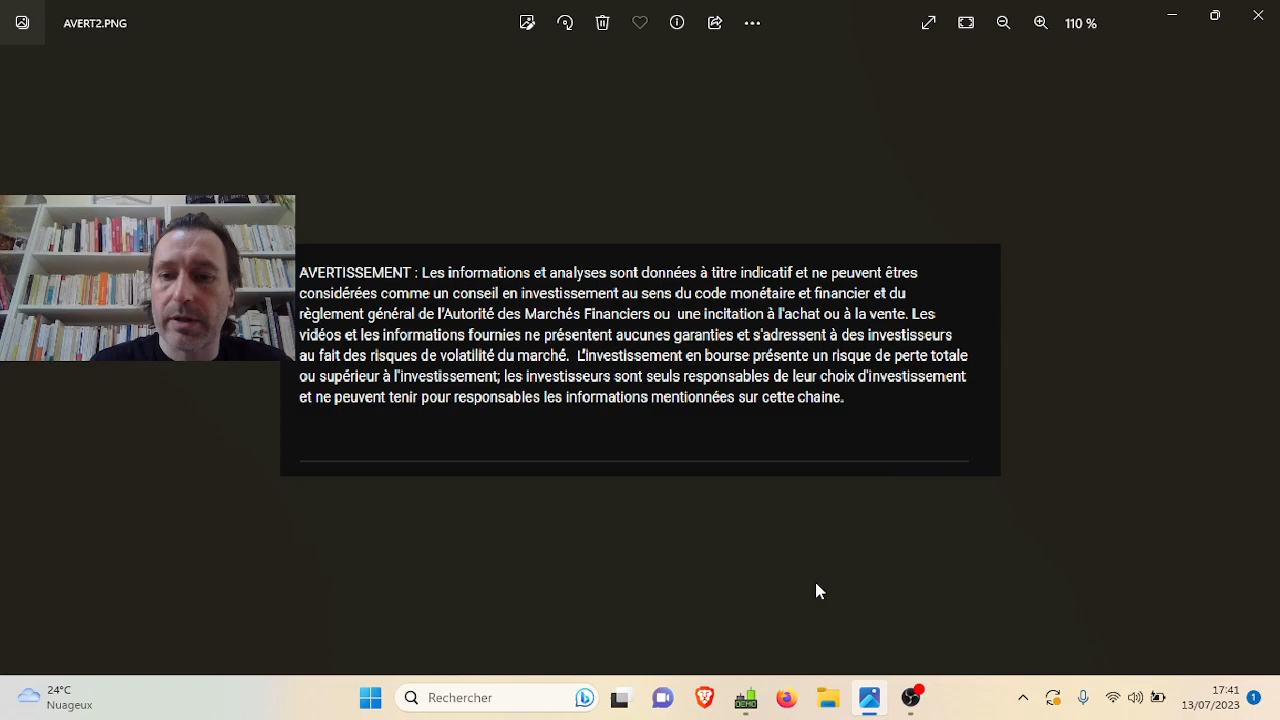 AVERT2.PNG
110 %
AVERTISSEMENT : Les informations et analyses sont données à titre indicatif et ne peuvent êtres
considérées comme un conseil en investissement au sens du code monétaire et financier et du
règlement général de l'Autorité des Marchés Financiers ou une incitation à l'achat ou à la vente. Les
vidéos et les informations fournies ne présentent aucunes garanties et s'adressent à des investisseurs
au fait des risques de volatilité du marché. L'investissement en bourse présente un risque de perte totale
ou supérieur à l'investissement; les investisseurs sont seuls responsables de leur choix d'investissement
et ne peuvent tenir pour responsables les informations mentionnées sur cette chaine.
24°C
Nuageux
Rechercher
DEMO
17:41
13/07/2023
1